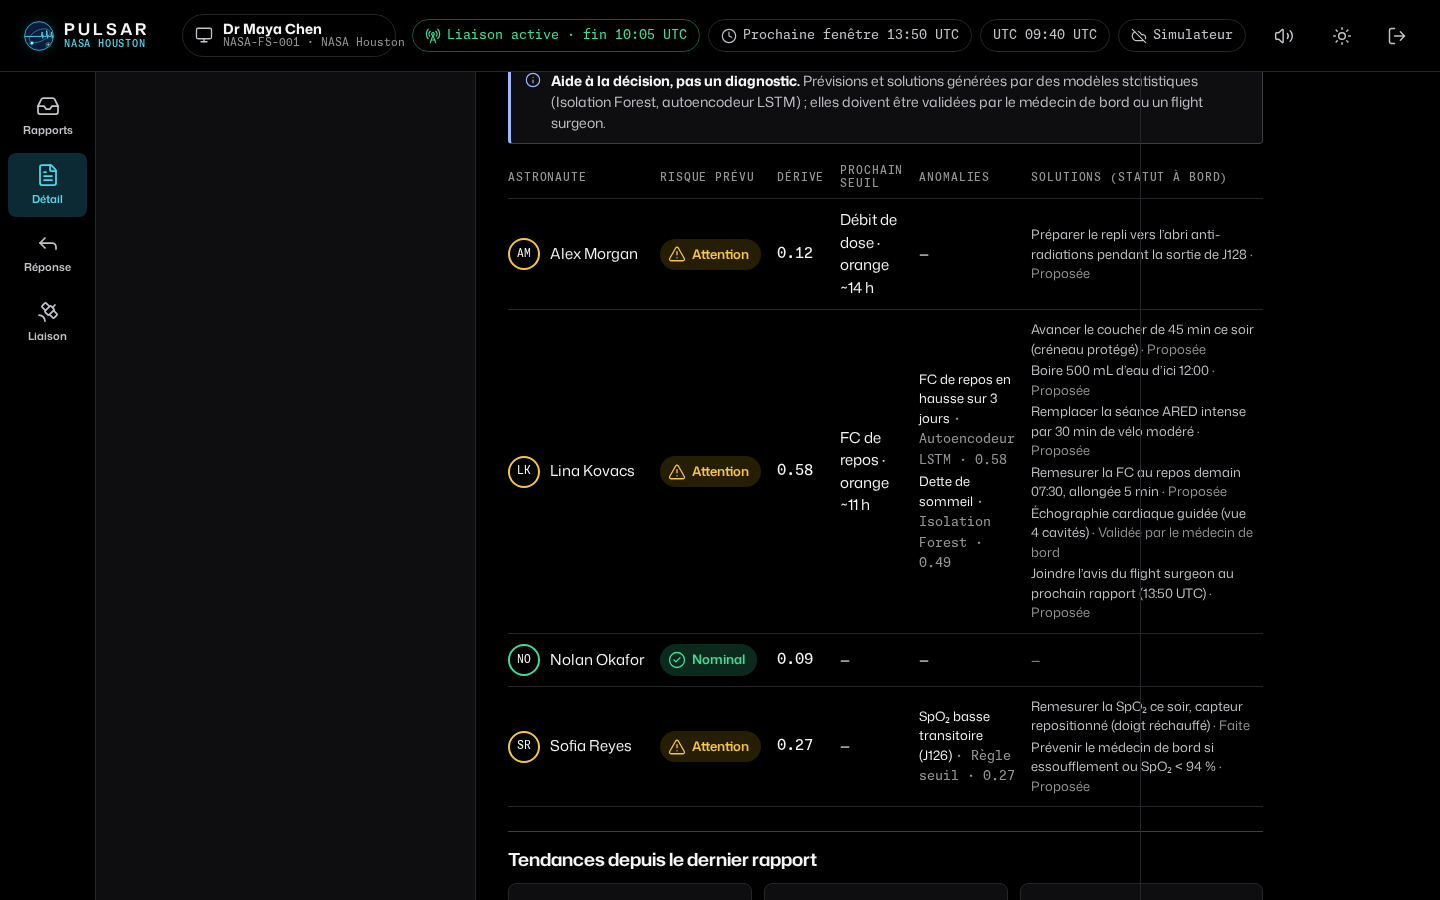 PULSAR
NASA HOUSTON
Dr Maya Chen
NASA-FS-001 · NASA Houston
Liaison active · fin 10:05 UTC
Prochaine fenêtre 13:50 UTC
UTC 09:40 UTC
Simulateur
Rapports
Détail
Réponse
Liaison
Aide à la décision, pas un diagnostic. Prévisions et solutions générées par des modèles statistiques
(Isolation Forest, autoencodeur LSTM) ; elles doivent être validées par le médecin de bord ou un flight
surgeon.
ASTRONAUTE
RISQUE PRÉVU
DÉRIVE
PROCHAIN
SEUIL
ANOMALIES
SOLUTIONS (STATUT À BORD)
AM
Alex Morgan
Attention
0.12
Débit de
dose ·
orange
~14 h
—
Préparer le repli vers l’abri anti-
radiations pendant la sortie de J128 ·
Proposée
LK
Lina Kovacs
Attention
0.58
FC de
repos ·
orange
~11 h
FC de repos en
hausse sur 3
jours ·
Autoencodeur
LSTM · 0.58
Dette de
sommeil ·
Isolation
Forest ·
0.49
Avancer le coucher de 45 min ce soir
(créneau protégé) · Proposée
Boire 500 mL d’eau d’ici 12:00 ·
Proposée
Remplacer la séance ARED intense
par 30 min de vélo modéré ·
Proposée
Remesurer la FC au repos demain
07:30, allongée 5 min · Proposée
Échographie cardiaque guidée (vue
4 cavités) · Validée par le médecin de
bord
Joindre l’avis du flight surgeon au
prochain rapport (13:50 UTC) ·
Proposée
NO
Nolan Okafor
Nominal
0.09
—
—
—
SR
Sofia Reyes
Attention
0.27
—
SpO₂ basse
transitoire
(J126) · Règle
seuil · 0.27
Remesurer la SpO₂ ce soir, capteur
repositionné (doigt réchauffé) · Faite
Prévenir le médecin de bord si
essoufflement ou SpO₂ < 94 % ·
Proposée
Tendances depuis le dernier rapport